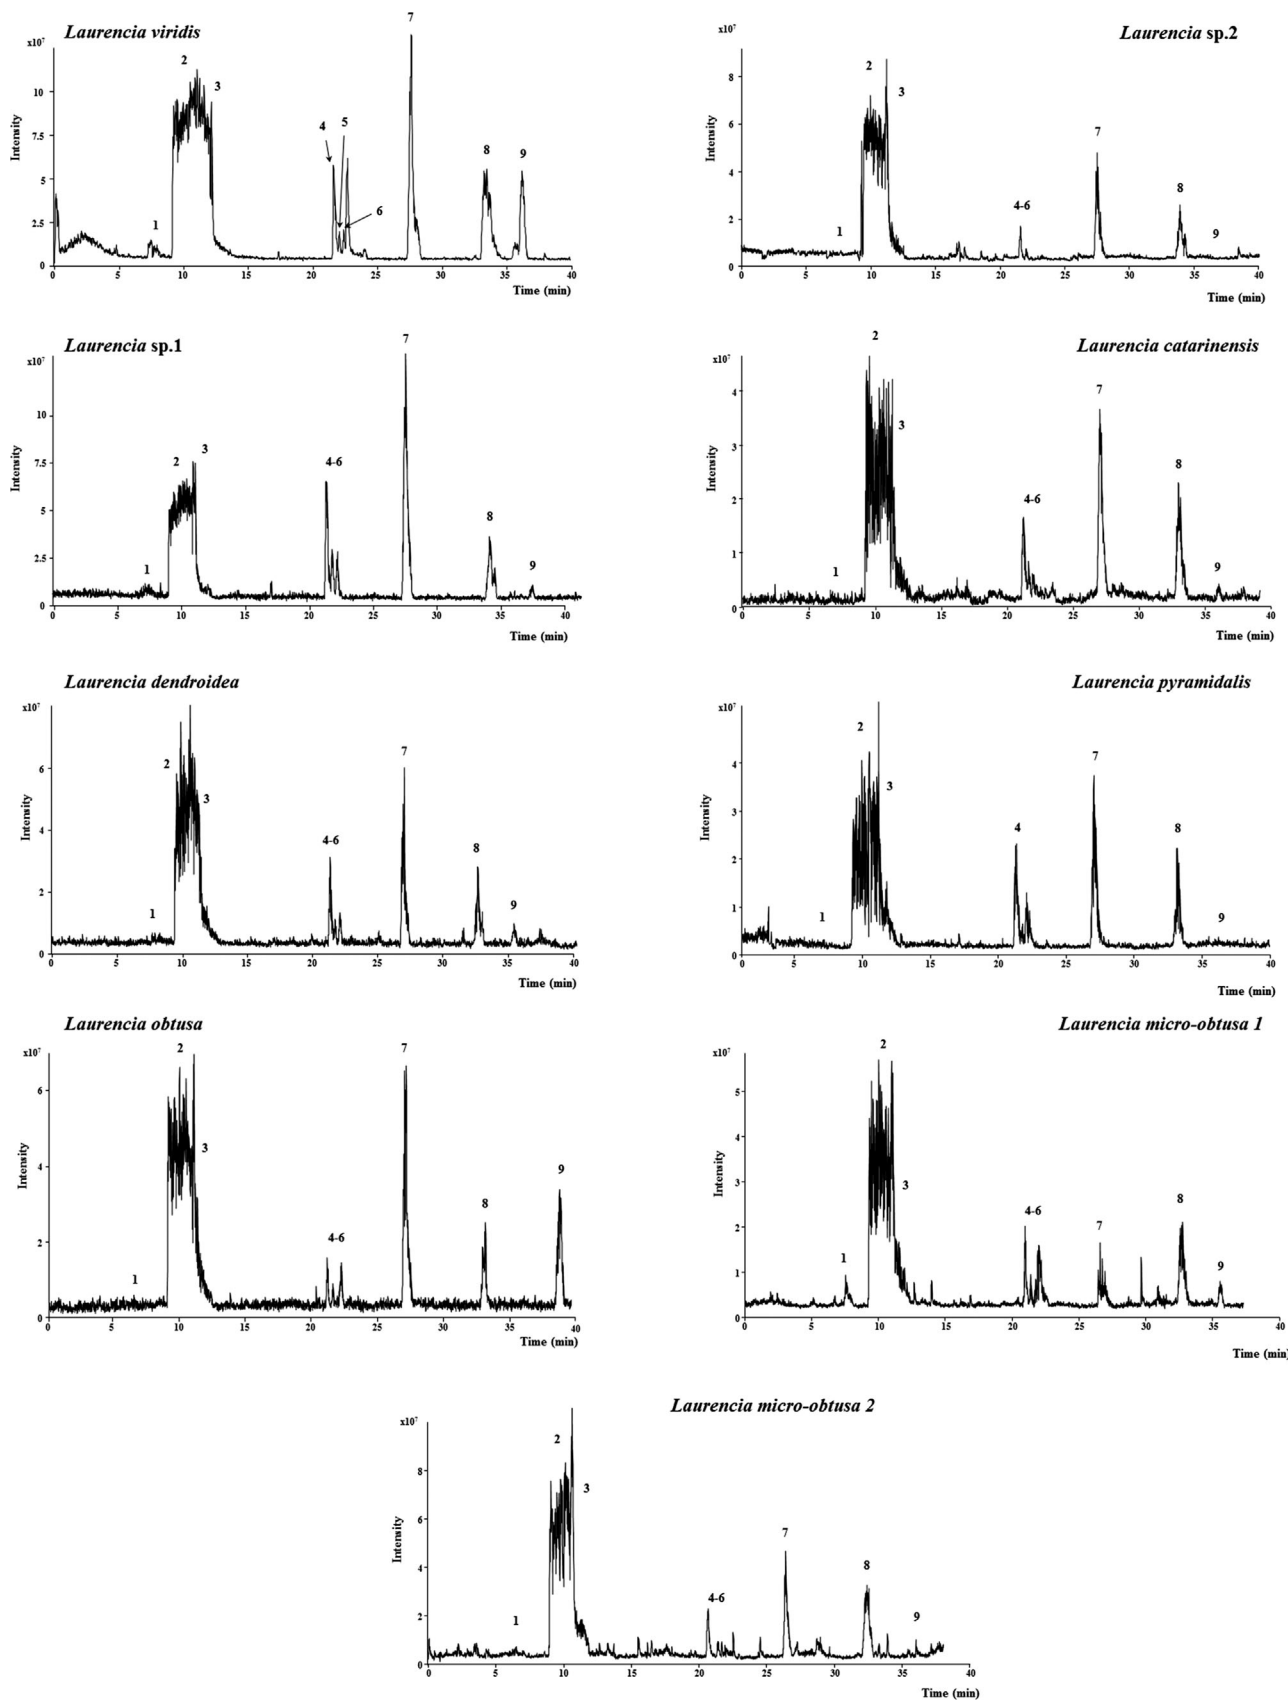 Laurencia viridis
x10⁷
Intensity
10
7.5
5
2.5
0
1
2
3
4
5
6
7
8
9
0 5 10 15 20 25 30 35 40
Time (min)
Laurencia sp.2
x10⁷
Intensity
8
6
4
2
0
1
2
3
4-6
7
8
9
0 5 10 15 20 25 30 35 40
Time (min)
Laurencia sp.1
x10⁷
Intensity
10
7.5
5
2.5
0
1
2
3
4-6
7
8
9
0 5 10 15 20 25 30 35 40
Time (min)
Laurencia catarinensis
x10⁷
Intensity
4
3
2
1
0
1
2
3
4-6
7
8
9
0 5 10 15 20 25 30 35 40
Time (min)
Laurencia dendroidea
x10⁷
Intensity
6
4
2
0
1
2
3
4-6
7
8
9
0 5 10 15 20 25 30 35 40
Time (min)
Laurencia pyramidalis
x10⁷
Intensity
4
3
2
1
0
1
2
3
4
7
8
9
0 5 10 15 20 25 30 35 40
Time (min)
Laurencia obtusa
x10⁷
Intensity
6
4
2
0
1
2
3
4-6
7
8
9
0 5 10 15 20 25 30 35 40
Time (min)
Laurencia micro-obtusa 1
x10⁷
Intensity
5
4
3
2
1
0
1
2
3
4-6
7
8
9
0 5 10 15 20 25 30 35 40
Time (min)
Laurencia micro-obtusa 2
x10⁷
Intensity
8
6
4
2
0
1
2
3
4-6
7
8
9
0 5 10 15 20 25 30 35 40
Time (min)